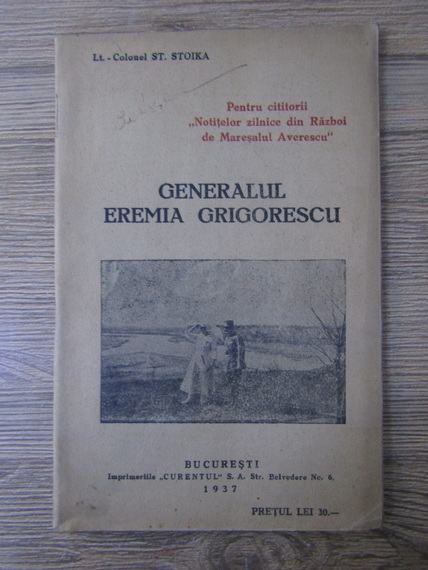 Lt. - Colonel ST. STOIKA
Pentru cititorii
„Notițelor zilnice din Război
de Mareșalul Averescu"
GENERALUL
EREMIA GRIGORESCU
BUCUREȘTI
Imprimeriile „CURENTUL" S. A. Str. Belvedere No. 6.
1937
PREȚUL LEI 30.—